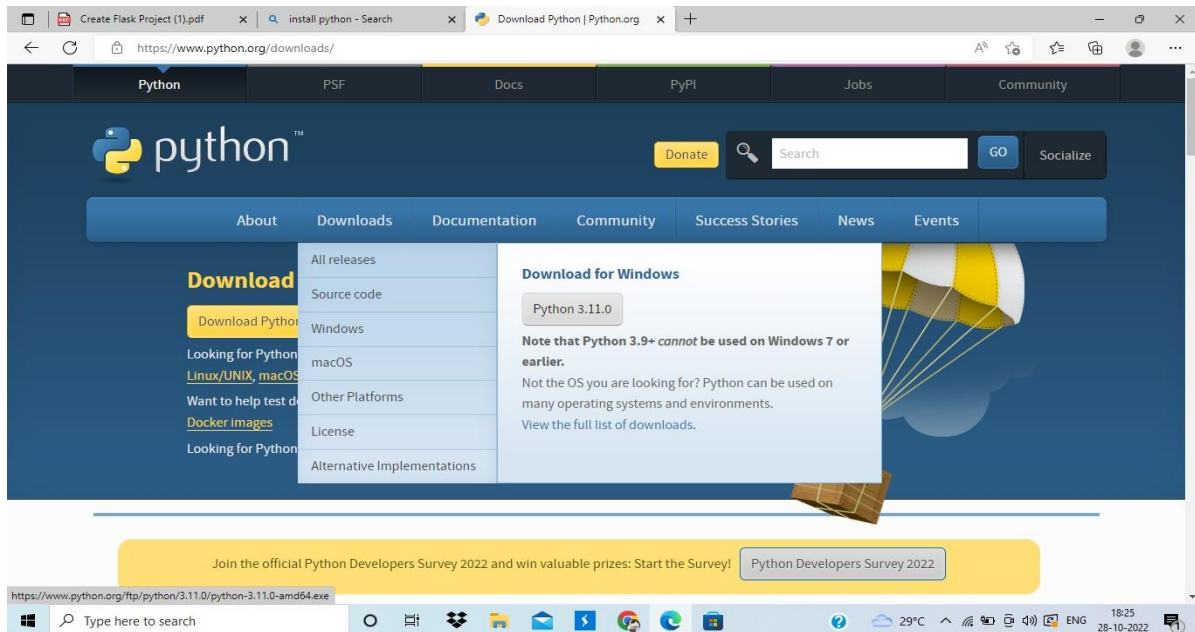 Create Flask Project (1).pdf
install python - Search
Download Python | Python.org
https://www.python.org/downloads/
Python
PSF
Docs
PyPI
Jobs
Community
python™
Donate
Search
GO
Socialize
About
Downloads
Documentation
Community
Success Stories
News
Events
Download
Download Pytho
Looking for Python
Linux/UNIX, macOS
Want to help test d
Docker images
Looking for Python
All releases
Source code
Windows
macOS
Other Platforms
License
Alternative Implementations
Download for Windows
Python 3.11.0
Note that Python 3.9+ cannot be used on Windows 7 or
earlier.
Not the OS you are looking for? Python can be used on
many operating systems and environments.
View the full list of downloads.
Join the official Python Developers Survey 2022 and win valuable prizes: Start the Survey!
Python Developers Survey 2022
https://www.python.org/ftp/python/3.11.0/python-3.11.0-amd64.exe
Type here to search
29°C
ENG
18:25
28-10-2022